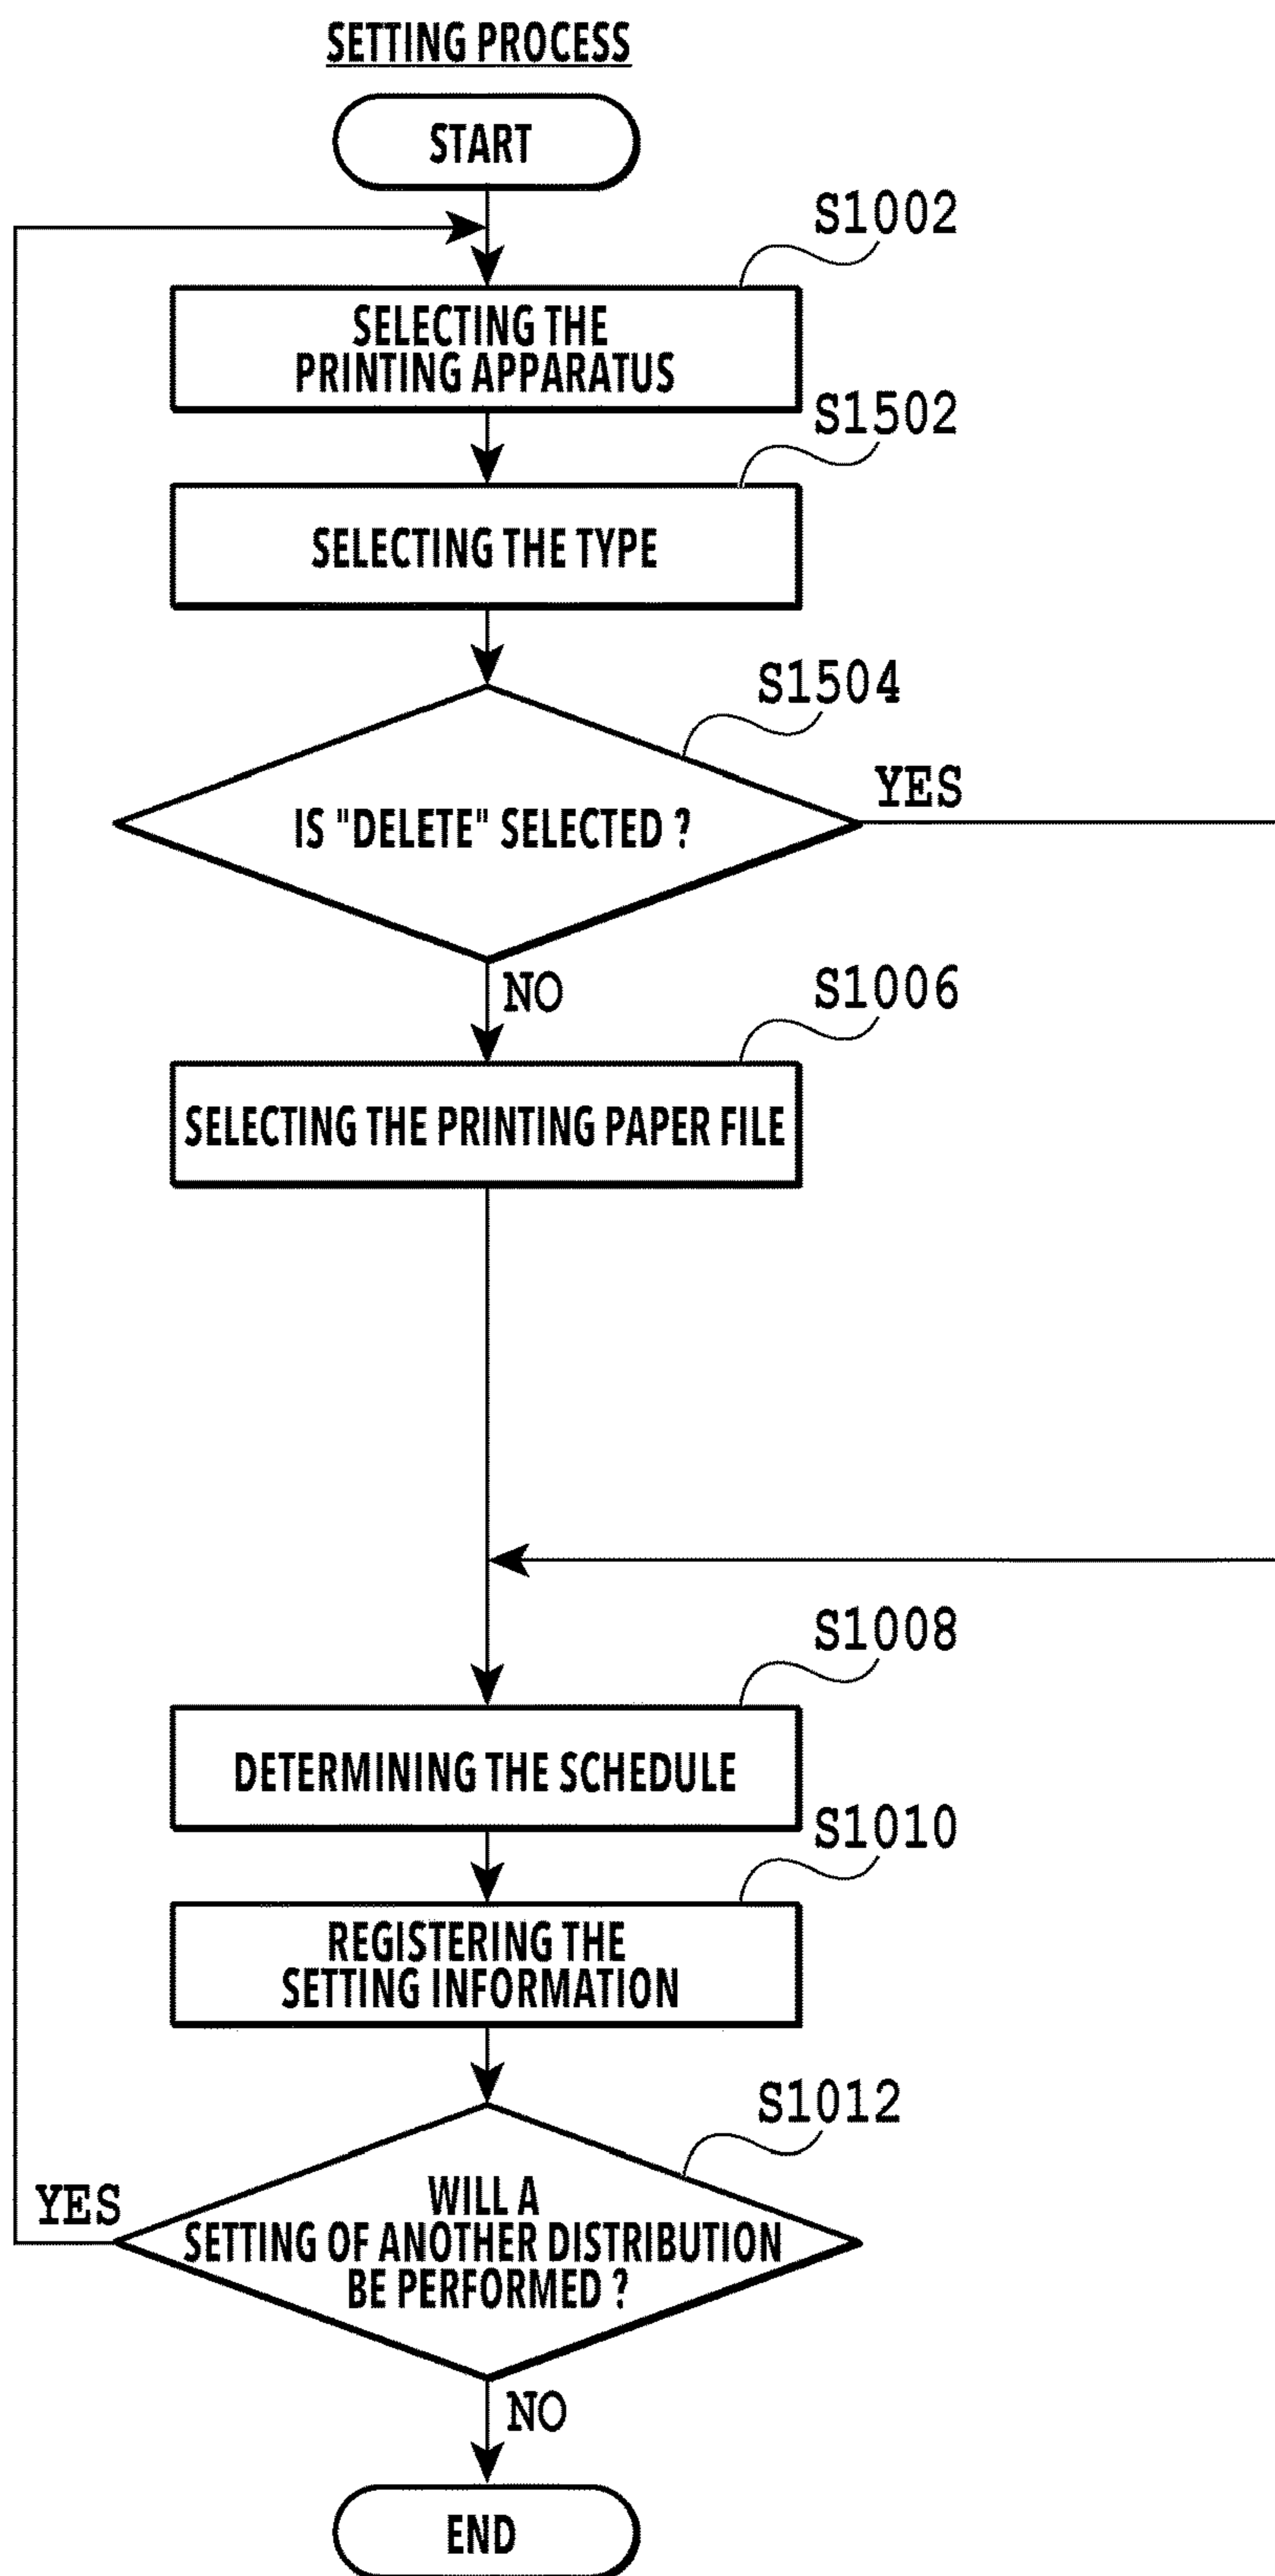 SETTING PROCESS
START
S1002
SELECTING THE
PRINTING APPARATUS
S1502
SELECTING THE TYPE
S1504
IS "DELETE" SELECTED ?
YES
NO
S1006
SELECTING THE PRINTING PAPER FILE
S1008
DETERMINING THE SCHEDULE
S1010
REGISTERING THE
SETTING INFORMATION
S1012
WILL A
SETTING OF ANOTHER DISTRIBUTION
BE PERFORMED ?
YES
NO
END